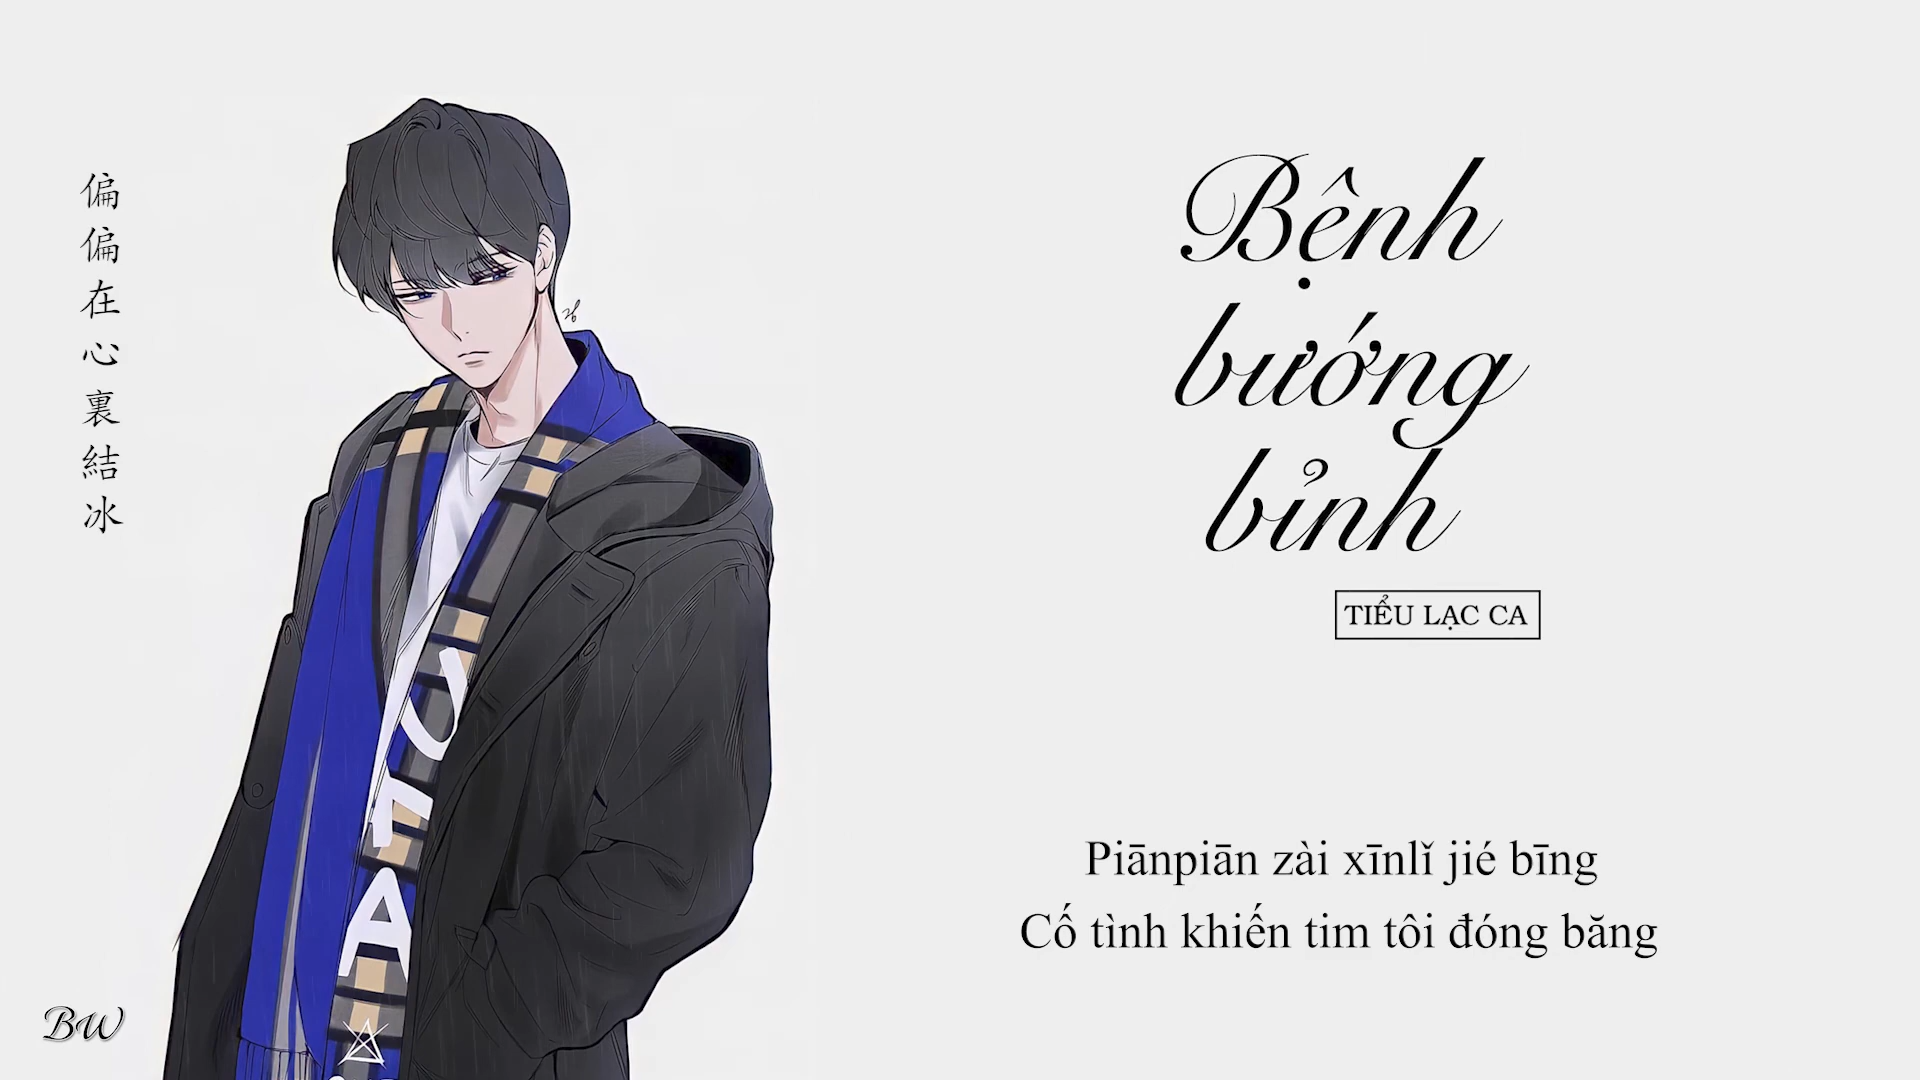 偏偏在心裏結冰
Bệnh
bướng
bỉnh
TIỂU LẠC CA
Piānpiān zài xīnlǐ jié bīng
Cố tình khiến tim tôi đóng băng
BW